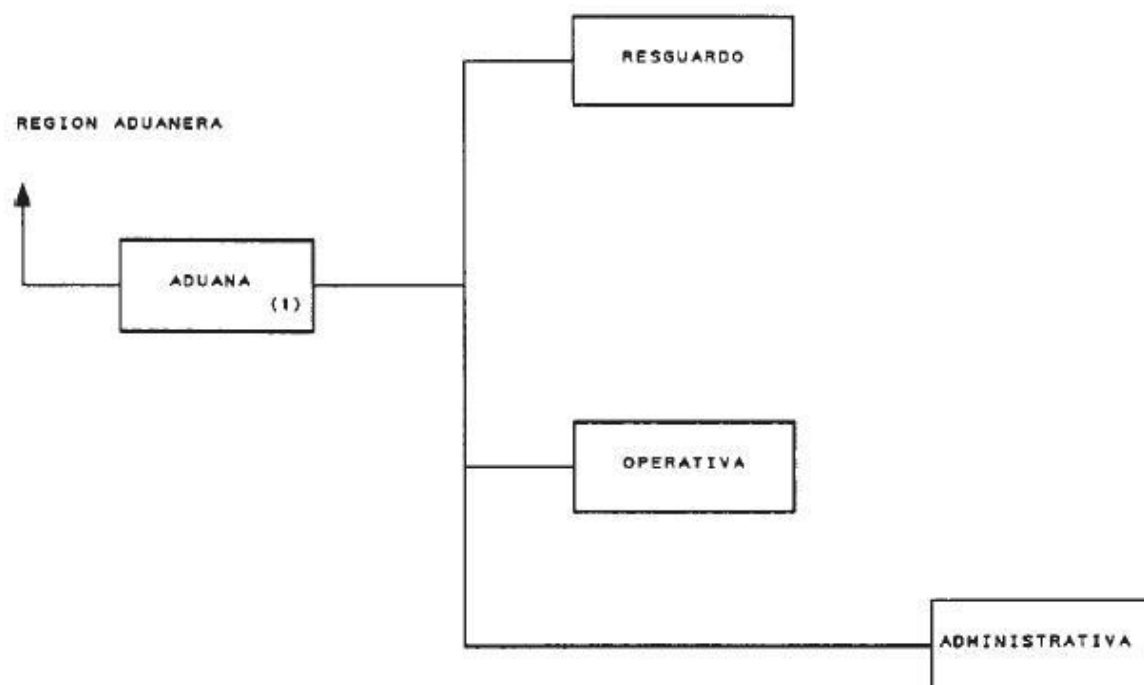 RESGUARDO
REGION ADUANERA
ADUANA
(1)
OPERATIVA
ADMINISTRATIVA